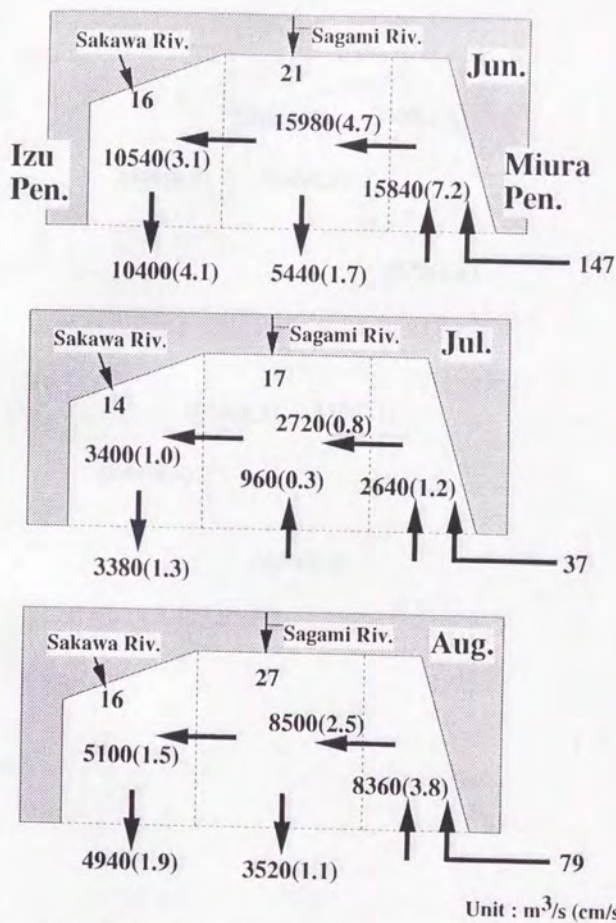 Sakawa Riv.
Sagami Riv.
Jun.
16
21
15980(4.7)
Izu
Pen.
10540(3.1)
Miura
Pen.
15840(7.2)
10400(4.1)
5440(1.7)
147
Sakawa Riv.
Sagami Riv.
Jul.
14
17
2720(0.8)
3400(1.0)
960(0.3)
2640(1.2)
3380(1.3)
37
Sakawa Riv.
Sagami Riv.
Aug.
16
27
8500(2.5)
5100(1.5)
8360(3.8)
4940(1.9)
3520(1.1)
79
Unit : m³/s (cm/s